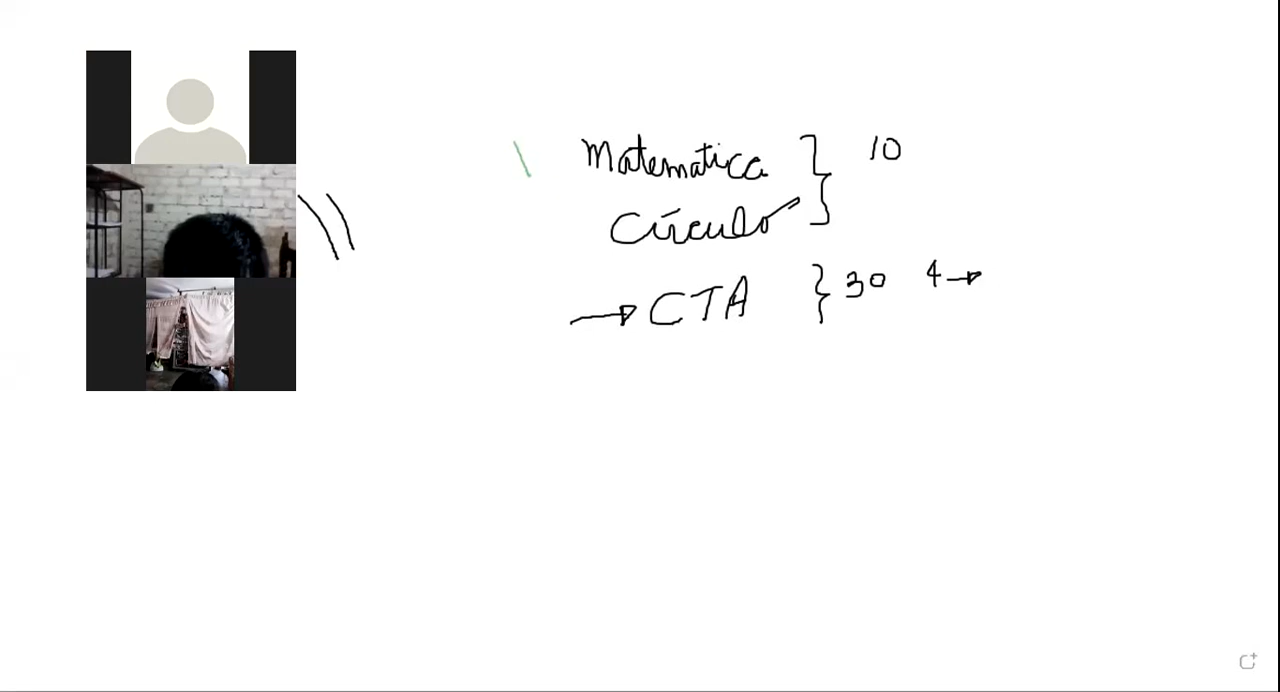 Matematica } 10
Círculo
→ CTA } 30 4 →